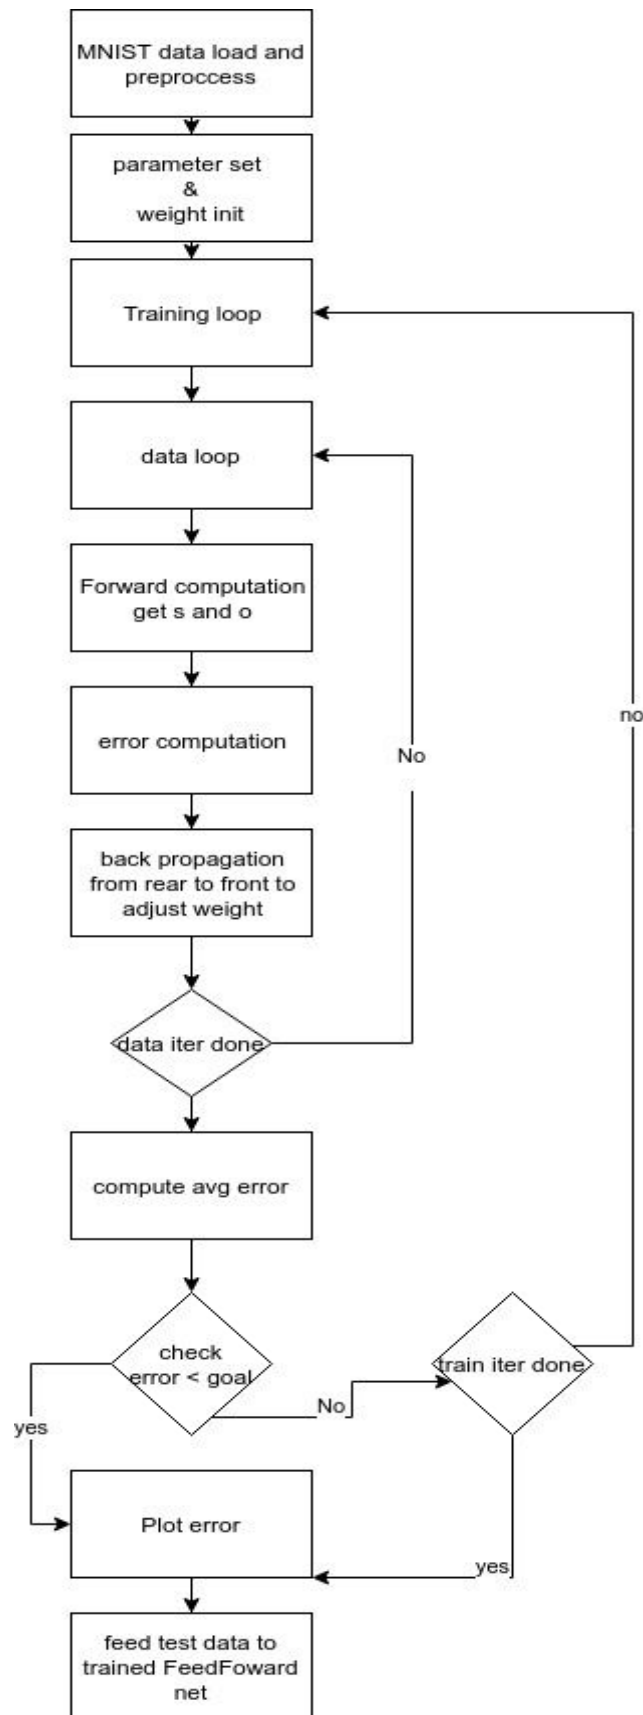 MNIST data load and
preproccess
parameter set
&
weight init
Training loop
data loop
Forward computation
get s and o
error computation
no
No
back propagation
from rear to front to
adjust weight
data iter done
compute avg error
check
error < goal
train iter done
No
yes
Plot error
yes
feed test data to
trained FeedFoward
net